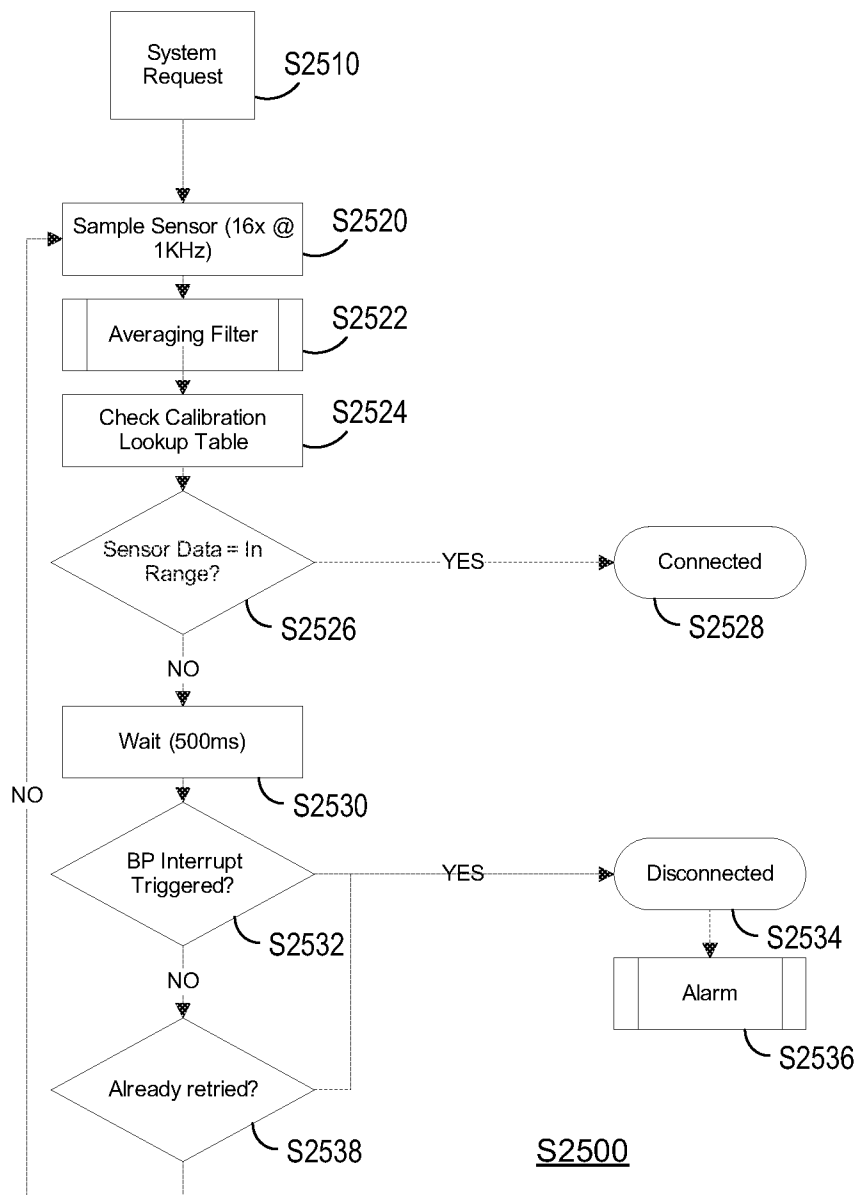 System
Request
S2510
Sample Sensor (16x @
1KHz)
S2520
Averaging Filter
S2522
Check Calibration
Lookup Table
S2524
Sensor Data = In
Range?
S2526
YES
Connected
S2528
NO
Wait (500ms)
S2530
NO
BP Interrupt
Triggered?
S2532
YES
Disconnected
S2534
NO
Alarm
S2536
Already retried?
S2538
S2500